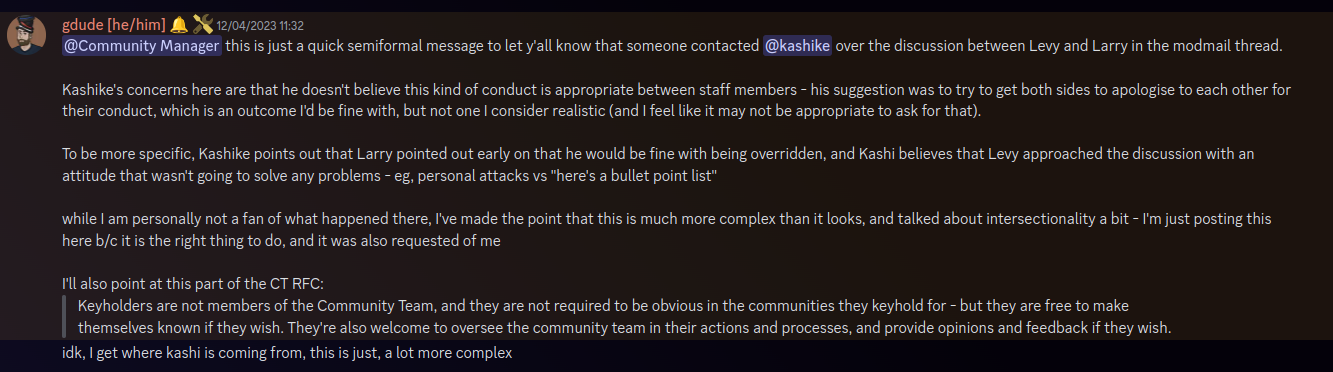 gdude [he/him] 🔔 🛠️ 12/04/2023 11:32
@Community Manager this is just a quick semiformal message to let y'all know that someone contacted @kashike over the discussion between Levy and Larry in the modmail thread.
Kashike's concerns here are that he doesn't believe this kind of conduct is appropriate between staff members - his suggestion was to try to get both sides to apologise to each other for
their conduct, which is an outcome I'd be fine with, but not one I consider realistic (and I feel like it may not be appropriate to ask for that).
To be more specific, Kashike points out that Larry pointed out early on that he would be fine with being overridden, and Kashi believes that Levy approached the discussion with an
attitude that wasn't going to solve any problems - eg, personal attacks vs "here's a bullet point list"
while I am personally not a fan of what happened there, I've made the point that this is much more complex than it looks, and talked about intersectionality a bit - I'm just posting this
here b/c it is the right thing to do, and it was also requested of me
I'll also point at this part of the CT RFC:
Keyholders are not members of the Community Team, and they are not required to be obvious in the communities they keyhold for - but they are free to make
themselves known if they wish. They're also welcome to oversee the community team in their actions and processes, and provide opinions and feedback if they wish.
idk, I get where kashi is coming from, this is just, a lot more complex